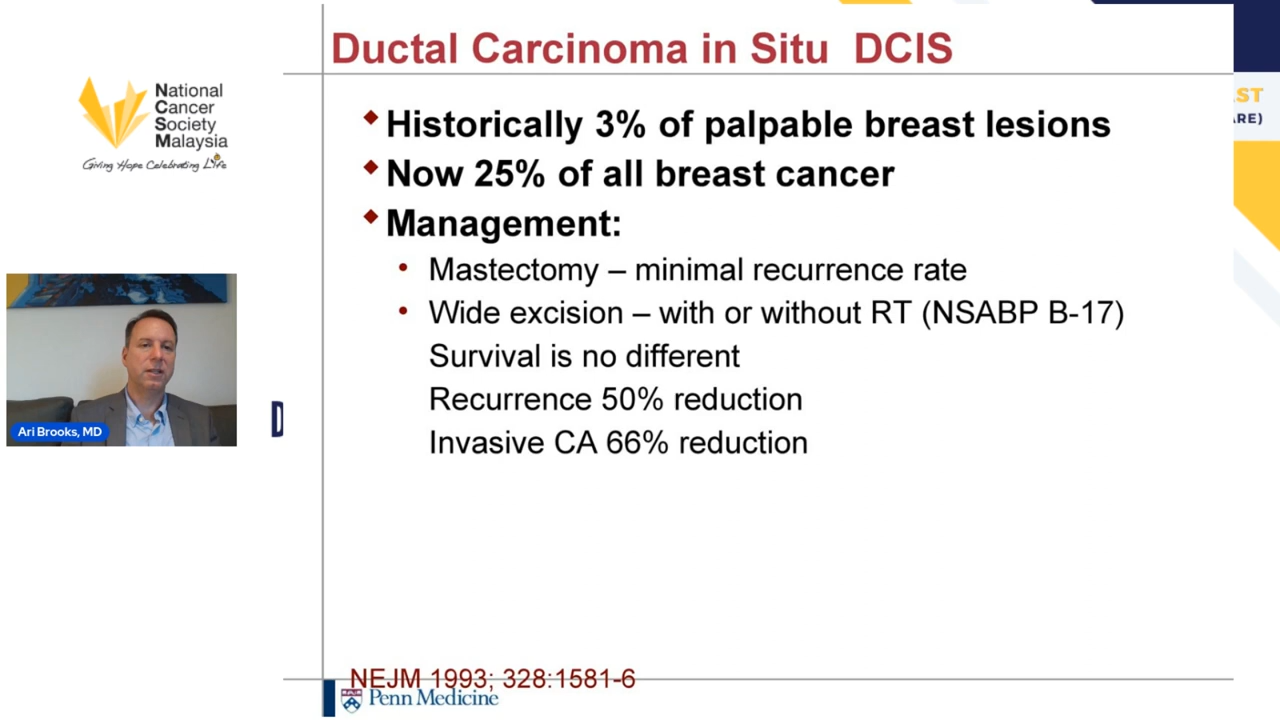 Ductal Carcinoma in Situ DCIS
National
Cancer
Society
Malaysia
Giving Hope Celebrating Life
Historically 3% of palpable breast lesions
Now 25% of all breast cancer
Management:
Mastectomy – minimal recurrence rate
Wide excision – with or without RT (NSABP B-17)
Survival is no different
Recurrence 50% reduction
Invasive CA 66% reduction
Ari Brooks, MD
NEJM 1993; 328:1581-6
Penn Medicine